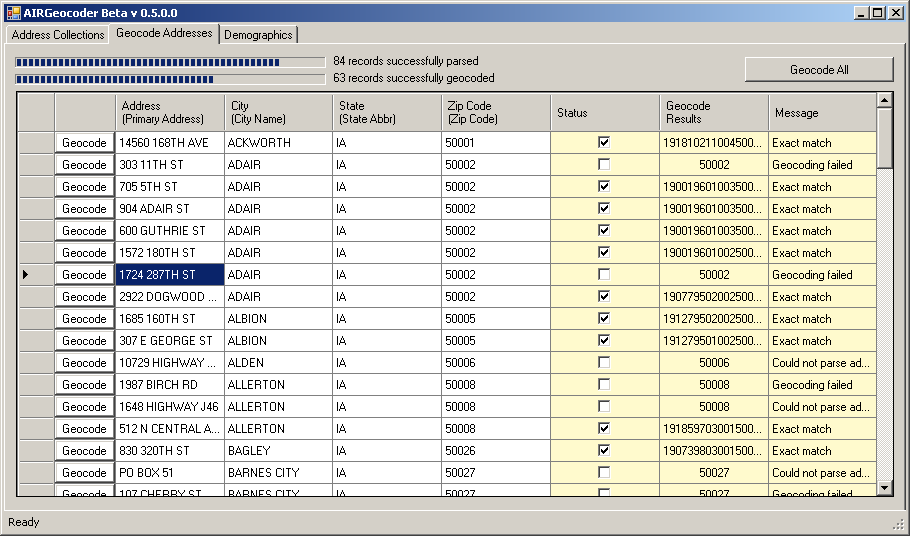 AIRGeocoder Beta v 0.5.0.0
Address Collections Geocode Addresses Demographics
84 records successfully parsed
63 records successfully geocoded
Geocode All
Address (Primary Address) City (City Name) State (State Abbr) Zip Code (Zip Code) Status Geocode Results Message
Geocode 14560 168TH AVE ACKWORTH IA 50001 191810211004500... Exact match
Geocode 303 11TH ST ADAIR IA 50002 50002 Geocoding failed
Geocode 705 5TH ST ADAIR IA 50002 190019601003500... Exact match
Geocode 904 ADAIR ST ADAIR IA 50002 190019601003500... Exact match
Geocode 600 GUTHRIE ST ADAIR IA 50002 190019601003500... Exact match
Geocode 1572 180TH ST ADAIR IA 50002 190019601002500... Exact match
Geocode 1724 287TH ST ADAIR IA 50002 50002 Geocoding failed
Geocode 2922 DOGWOOD ... ADAIR IA 50002 190779502002500... Exact match
Geocode 1685 160TH ST ALBION IA 50005 191279502002500... Exact match
Geocode 307 E GEORGE ST ALBION IA 50005 191279501002500... Exact match
Geocode 10729 HIGHWAY ... ALDEN IA 50006 50006 Could not parse ad...
Geocode 1987 BIRCH RD ALLERTON IA 50008 50008 Geocoding failed
Geocode 1648 HIGHWAY J46 ALLERTON IA 50008 50008 Could not parse ad...
Geocode 512 N CENTRAL A... ALLERTON IA 50008 191859703001500... Exact match
Geocode 830 320TH ST BAGLEY IA 50026 190739803001500... Exact match
Geocode PO BOX 51 BARNES CITY IA 50027 50027 Could not parse ad...
Geocode 107 CHERRY ST BARNES CITY IA 50027 50027 Geocoding failed
Ready